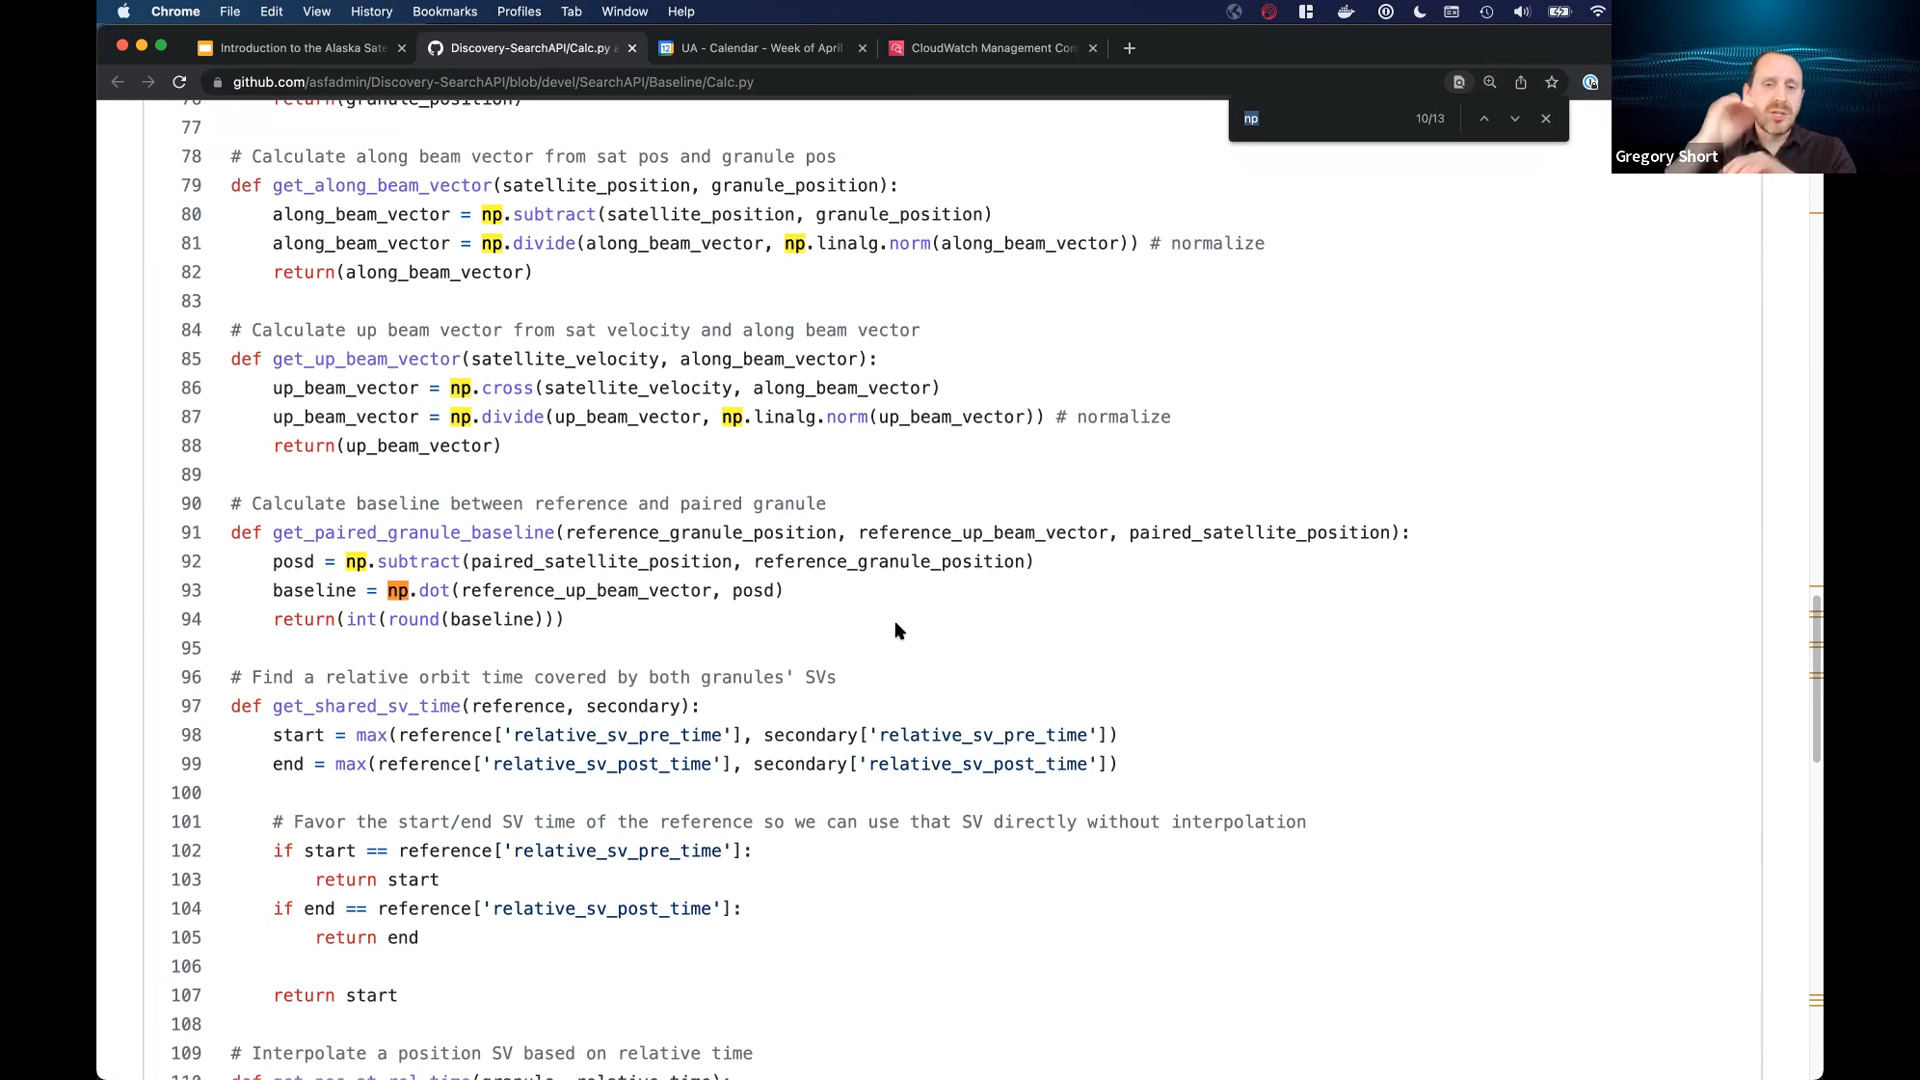 Chrome File Edit View History Bookmarks Profiles Tab Window Help
Introduction to the Alaska Sate
Discovery-SearchAPI/Calc.py a
UA - Calendar - Week of April
CloudWatch Management Con
github.com/asfadmin/Discovery-SearchAPI/blob/devel/SearchAPI/Baseline/Calc.py
np 10/13
Gregory Short
76 return(granule_position)
77
78 # Calculate along beam vector from sat pos and granule pos
79 def get_along_beam_vector(satellite_position, granule_position):
80 along_beam_vector = np.subtract(satellite_position, granule_position)
81 along_beam_vector = np.divide(along_beam_vector, np.linalg.norm(along_beam_vector)) # normalize
82 return(along_beam_vector)
83
84 # Calculate up beam vector from sat velocity and along beam vector
85 def get_up_beam_vector(satellite_velocity, along_beam_vector):
86 up_beam_vector = np.cross(satellite_velocity, along_beam_vector)
87 up_beam_vector = np.divide(up_beam_vector, np.linalg.norm(up_beam_vector)) # normalize
88 return(up_beam_vector)
89
90 # Calculate baseline between reference and paired granule
91 def get_paired_granule_baseline(reference_granule_position, reference_up_beam_vector, paired_satellite_position):
92 posd = np.subtract(paired_satellite_position, reference_granule_position)
93 baseline = np.dot(reference_up_beam_vector, posd)
94 return(int(round(baseline)))
95
96 # Find a relative orbit time covered by both granules' SVs
97 def get_shared_sv_time(reference, secondary):
98 start = max(reference['relative_sv_pre_time'], secondary['relative_sv_pre_time'])
99 end = max(reference['relative_sv_post_time'], secondary['relative_sv_post_time'])
100
101 # Favor the start/end SV time of the reference so we can use that SV directly without interpolation
102 if start == reference['relative_sv_pre_time']:
103 return start
104 if end == reference['relative_sv_post_time']:
105 return end
106
107 return start
108
109 # Interpolate a position SV based on relative time
110 def get_pos_at_rel_time(granule, relative_time):